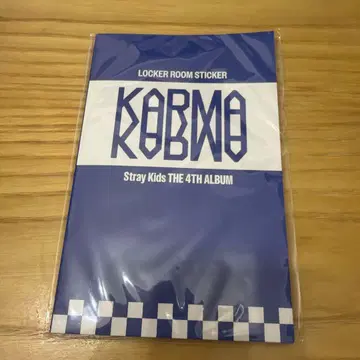 LOCKER ROOM STICKER
KARMA
Stray Kids THE 4TH ALBUM